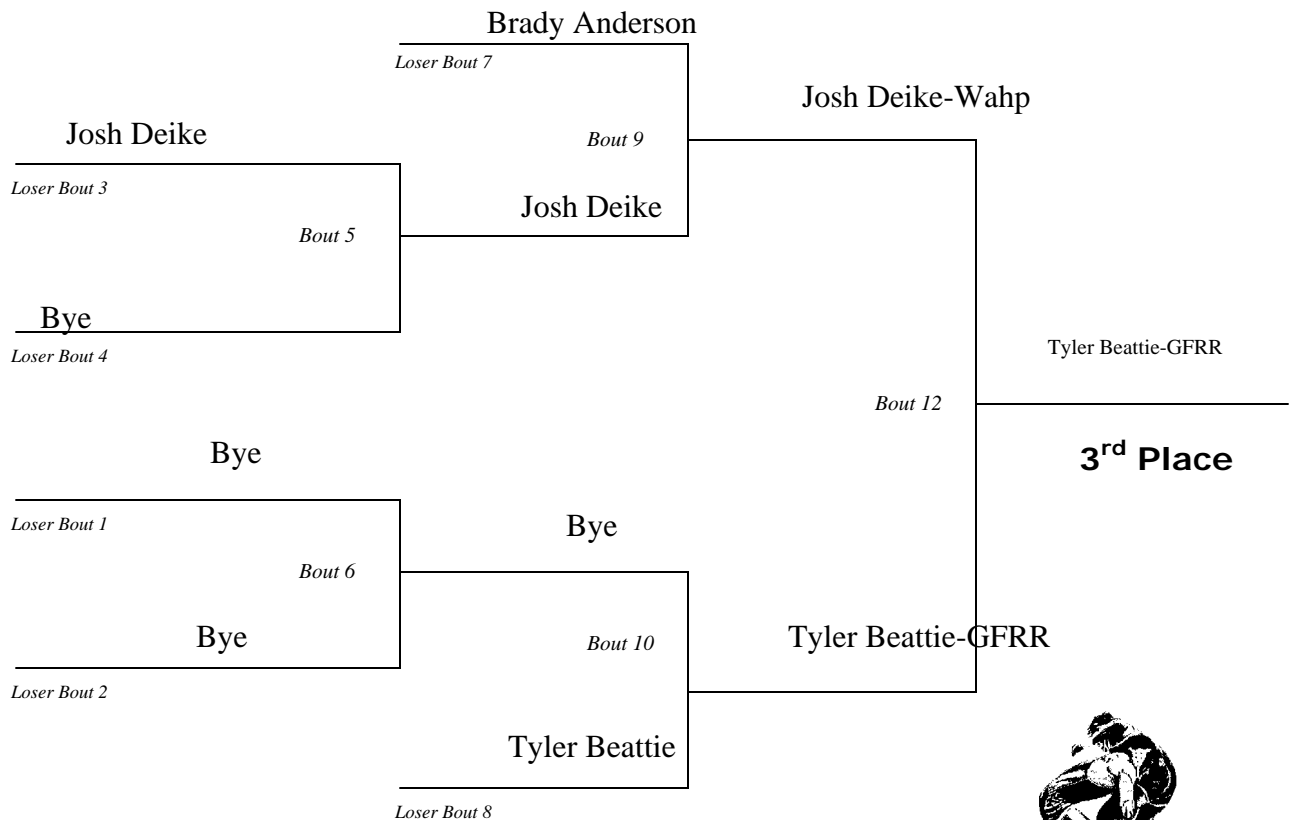 Brady Anderson
Loser Bout 7
Josh Deike-Wahp
Josh Deike
Bout 9
Loser Bout 3
Josh Deike
Bout 5
Bye
Loser Bout 4
Tyler Beattie-GFRR
Bout 12
3rd Place
Bye
Loser Bout 1
Bye
Bout 6
Bye
Bout 10
Tyler Beattie-GFRR
Loser Bout 2
Tyler Beattie
Loser Bout 8